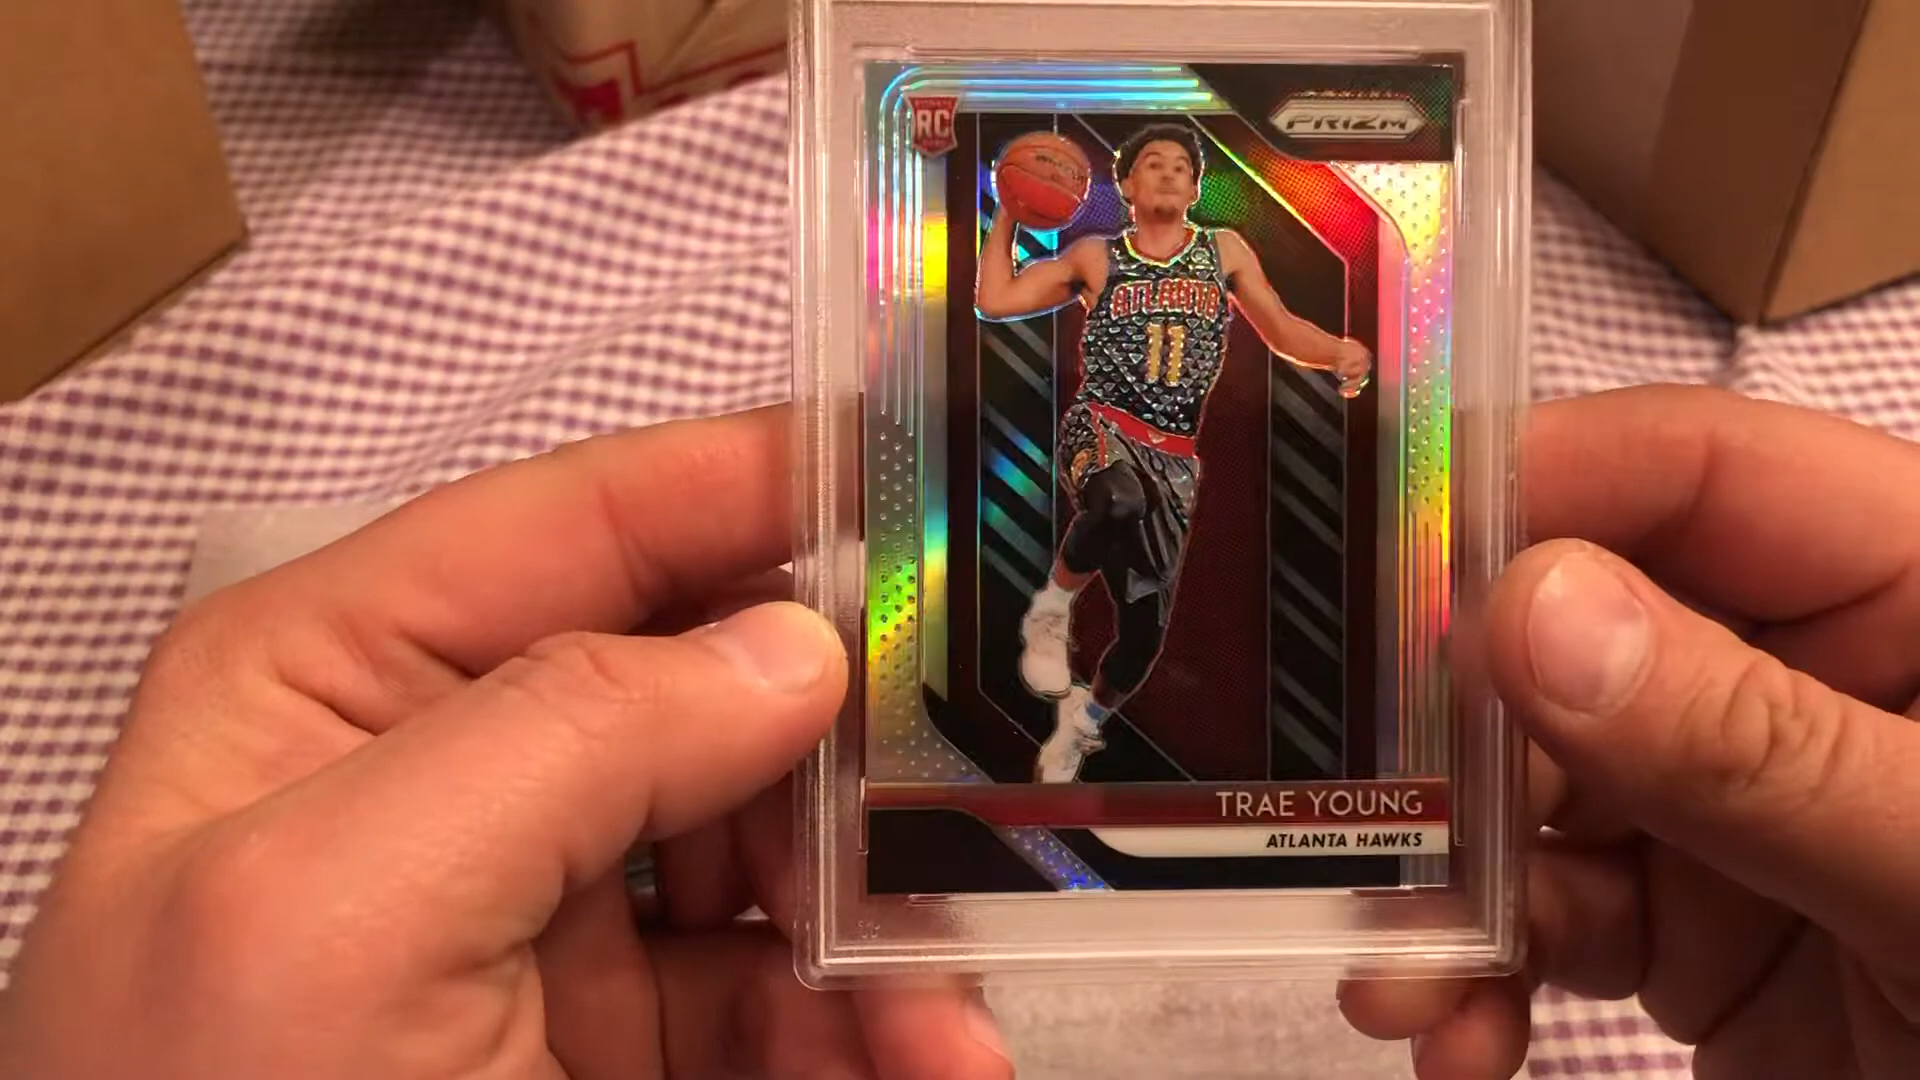 RC
PRIZM
ATLANTA
11
TRAE YOUNG
ATLANTA HAWKS